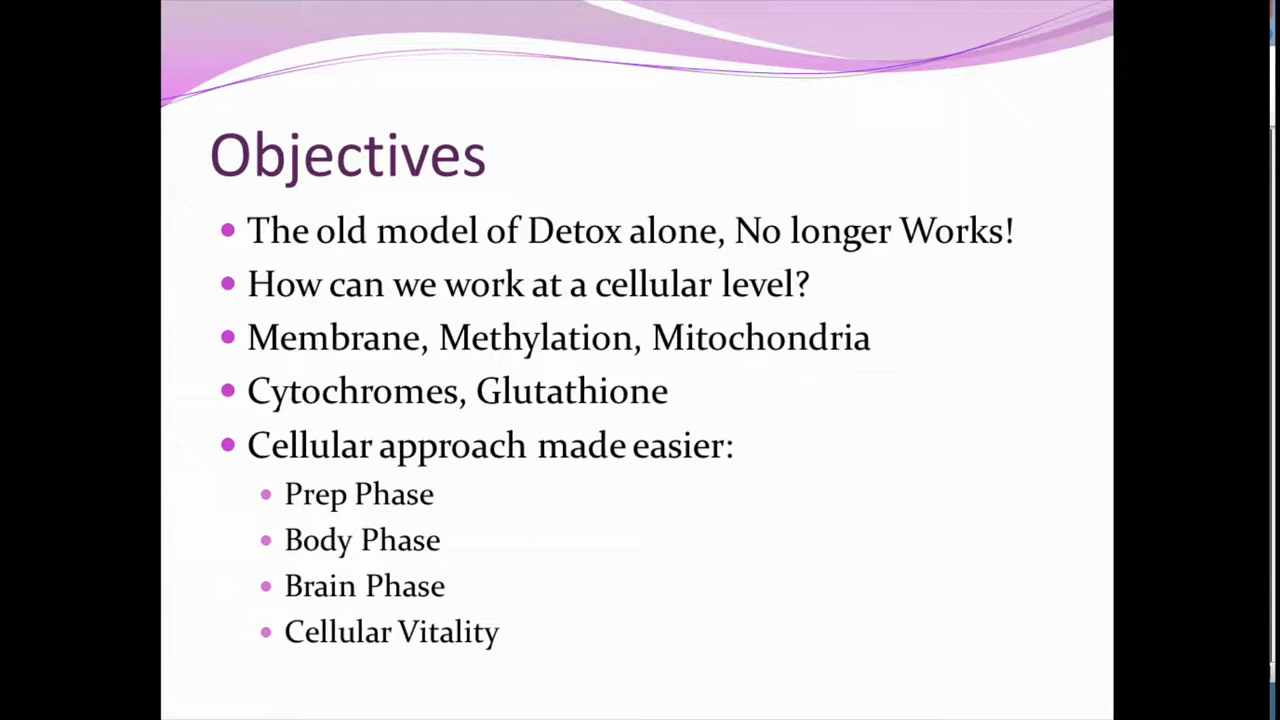 Objectives
The old model of Detox alone, No longer Works!
How can we work at a cellular level?
Membrane, Methylation, Mitochondria
Cytochromes, Glutathione
Cellular approach made easier:
Prep Phase
Body Phase
Brain Phase
Cellular Vitality